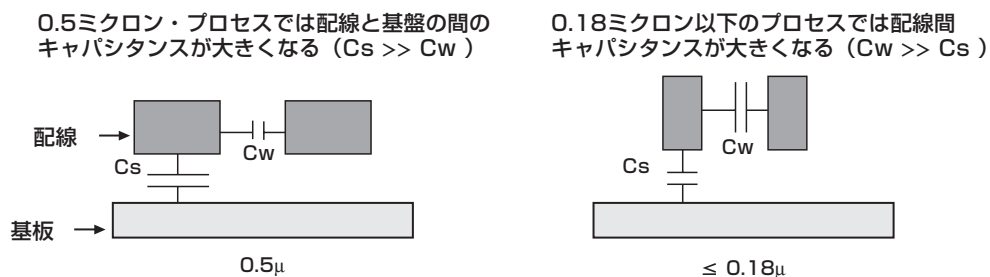 0.5ミクロン・プロセスでは配線と基盤の間の
キャパシタンスが大きくなる（Cs >> Cw ）
0.18ミクロン以下のプロセスでは配線間
キャパシタンスが大きくなる（Cw >> Cs ）
配線
Cw
Cs
基板
0.5μ
Cw
Cs
≤ 0.18μ